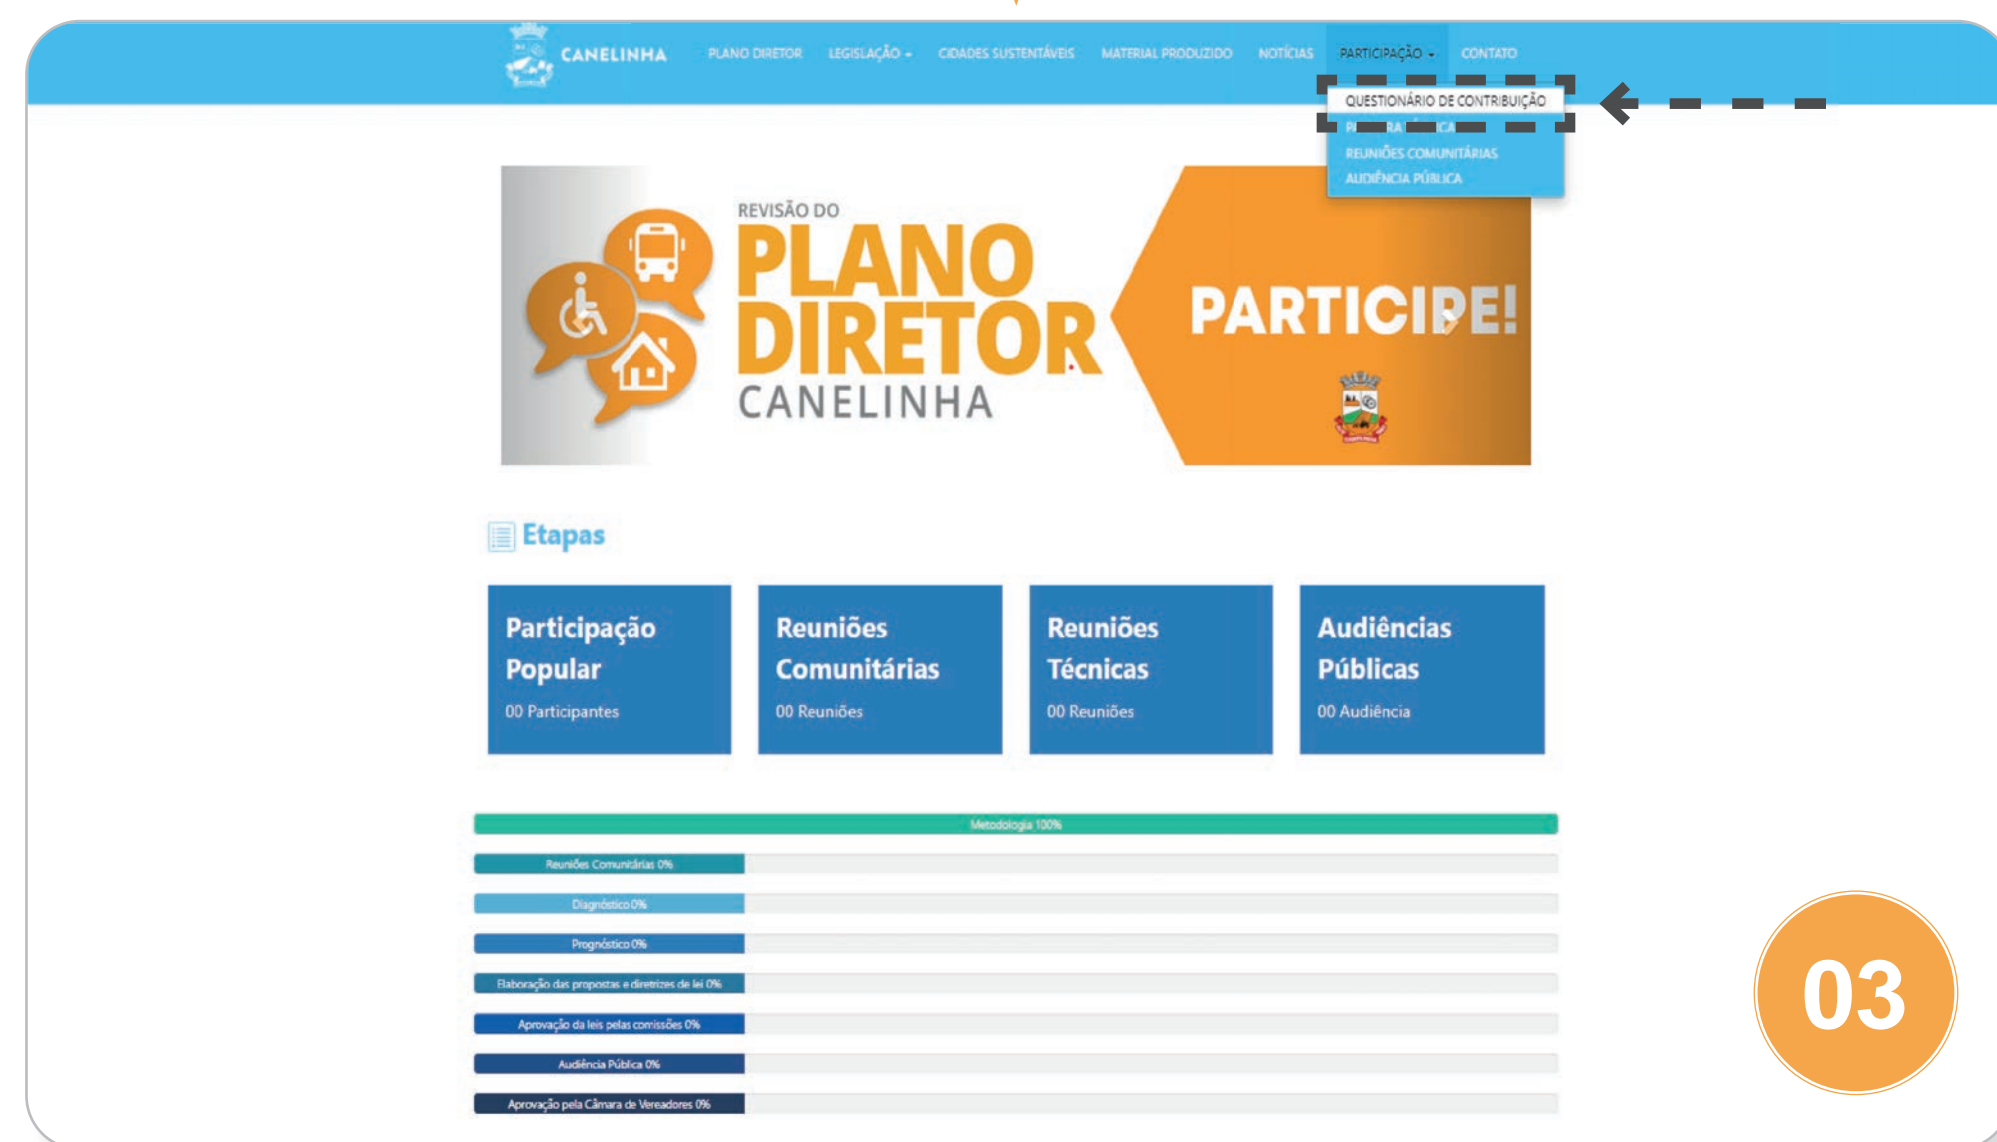 CANELINHA
PLANO DIRETOR
LEGISLAÇÃO
CIDADES SUSTENTÁVEIS
MATERIAL PRODUZIDO
NOTÍCIAS
PARTICIPAÇÃO
CONTATO
QUESTIONÁRIO DE CONTRIBUIÇÃO
REUNIÕES COMUNITÁRIAS
AUDIÊNCIA PÚBLICA
REVISÃO DO
PLANO
DIRETOR
CANELINHA
PARTICIPE!
Etapas
Participação
Popular
00 Participantes
Reuniões
Comunitárias
00 Reuniões
Reuniões
Técnicas
00 Reuniões
Audiências
Públicas
00 Audiência
Metodologia 100%
Reuniões Comunitárias 0%
Diagnóstico 0%
Prognóstico 0%
Elaboração das propostas e diretrizes de lei 0%
Aprovação da leis pelas comissões 0%
Audiência Pública 0%
Aprovação pela Câmara de Vereadores 0%
03